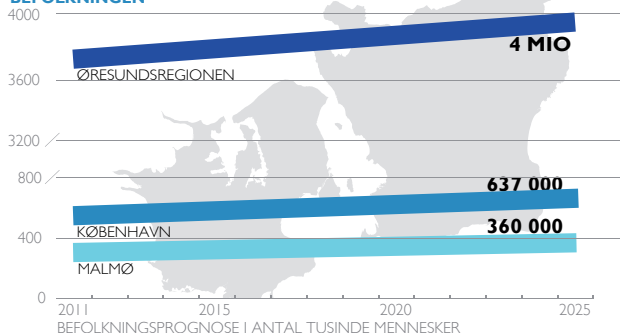 BEFOLKNINGEN
4000
4 MIO
ØRESUNDSREGIONEN
3600
3200
800
637 000
KØBENHAVN
360 000
400
MALMØ
0
2011 2015 2020 2025
BEFOLKNINGSPROGNOSE I ANTAL TUSINDE MENNESKER